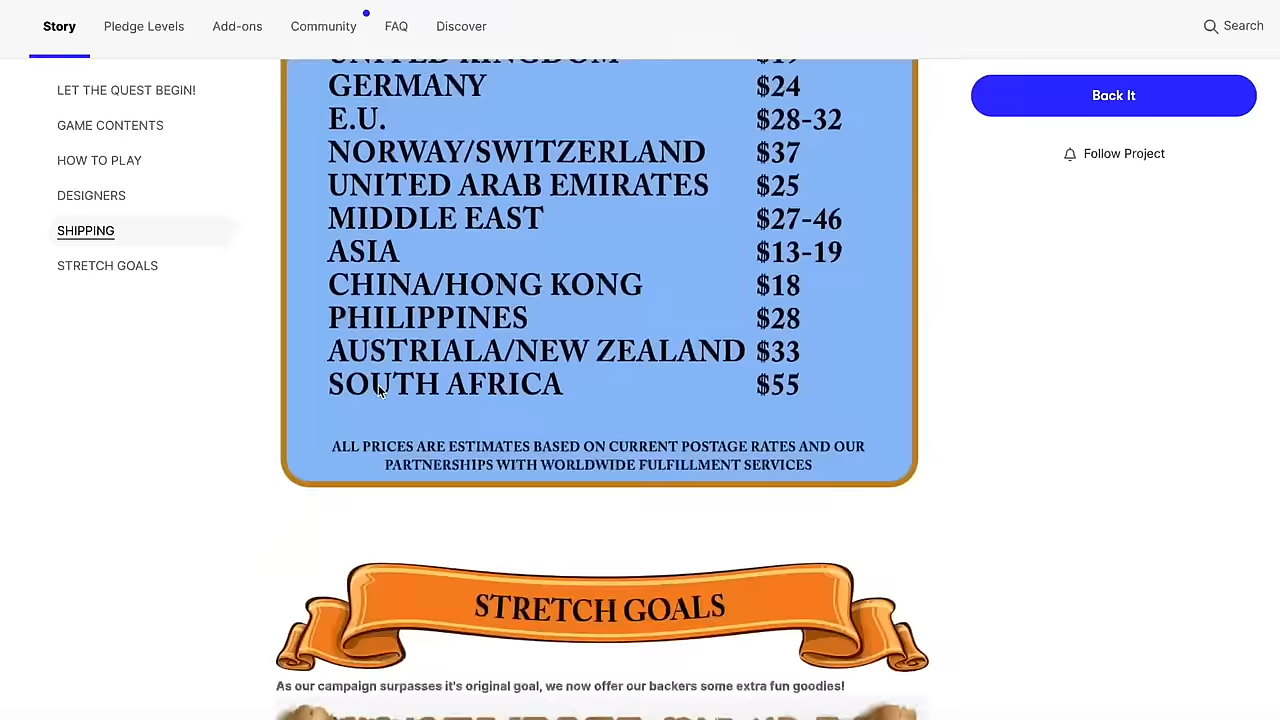 Story Pledge Levels Add-ons Community FAQ Discover Search
LET THE QUEST BEGIN!
GAME CONTENTS
HOW TO PLAY
DESIGNERS
SHIPPING
STRETCH GOALS
UNITED KINGDOM $19
GERMANY $24
E.U. $28-32
NORWAY/SWITZERLAND $37
UNITED ARAB EMIRATES $25
MIDDLE EAST $27-46
ASIA $13-19
CHINA/HONG KONG $18
PHILIPPINES $28
AUSTRIALA/NEW ZEALAND $33
SOUTH AFRICA $55
ALL PRICES ARE ESTIMATES BASED ON CURRENT POSTAGE RATES AND OUR
PARTNERSHIPS WITH WORLDWIDE FULFILLMENT SERVICES
Back It
Follow Project
STRETCH GOALS
As our campaign surpasses it's original goal, we now offer our backers some extra fun goodies!